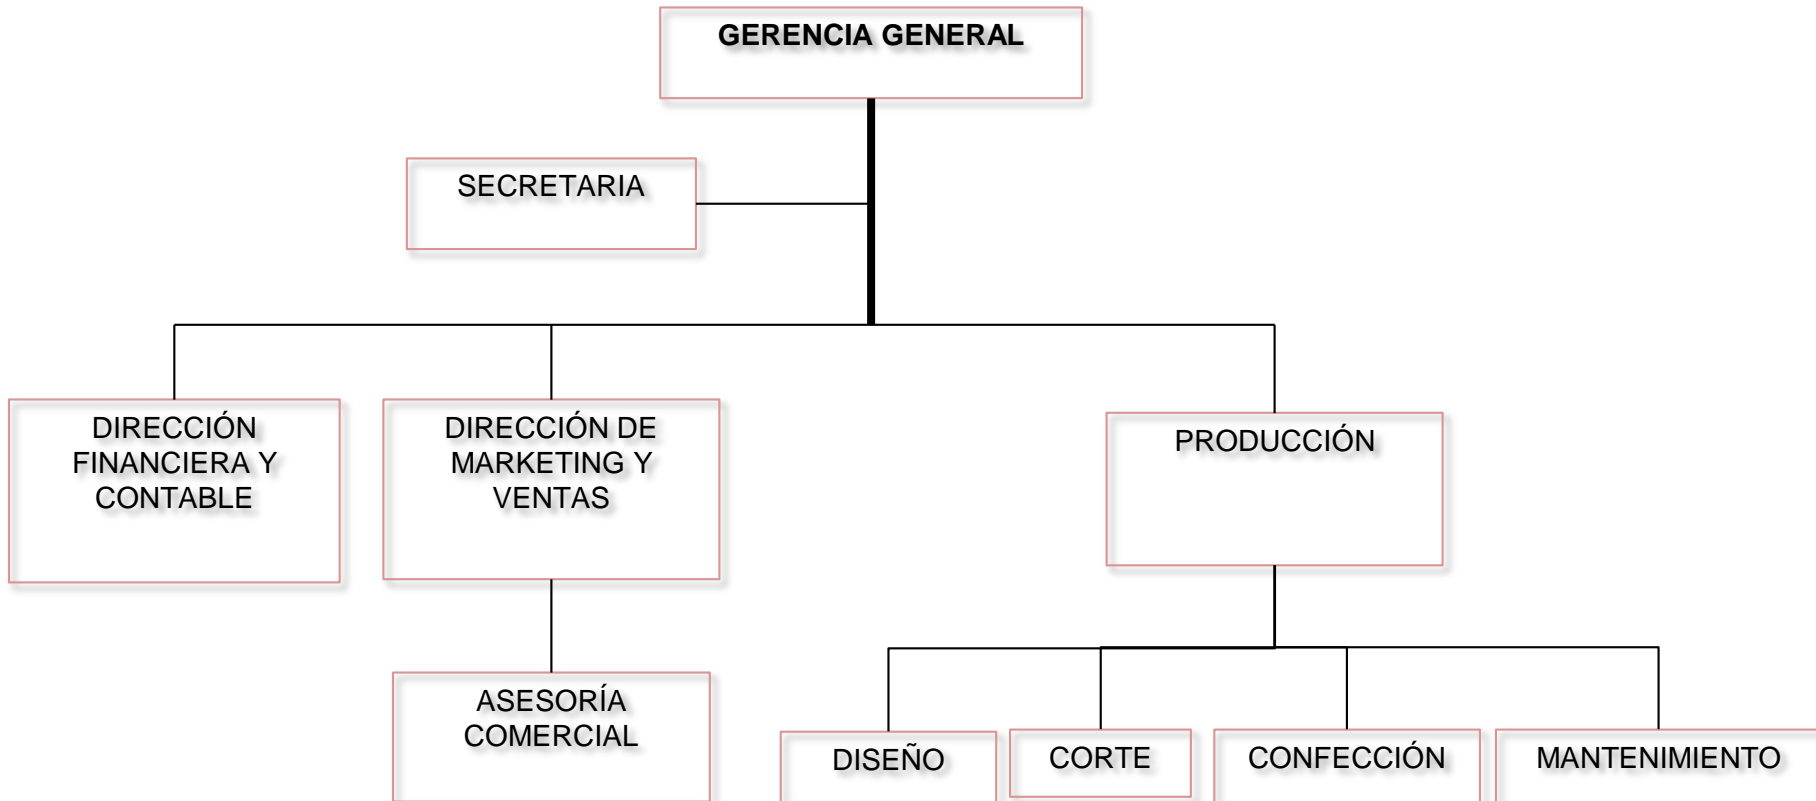 GERENCIA GENERAL
SECRETARIA
DIRECCIÓN
FINANCIERA Y
CONTABLE
DIRECCIÓN DE
MARKETING Y
VENTAS
PRODUCCIÓN
ASESORÍA
COMERCIAL
DISEÑO
CORTE
CONFECCIÓN
MANTENIMIENTO